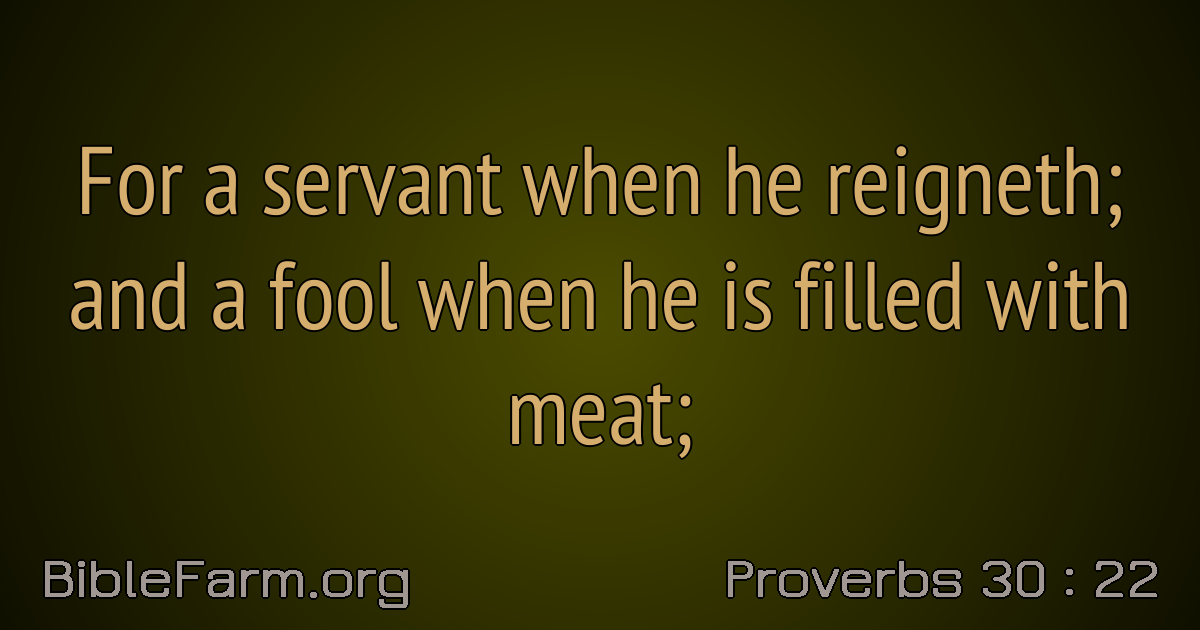 For a servant when he reigneth;
and a fool when he is filled with
meat;
BibleFarm.org
Proverbs 30 : 22